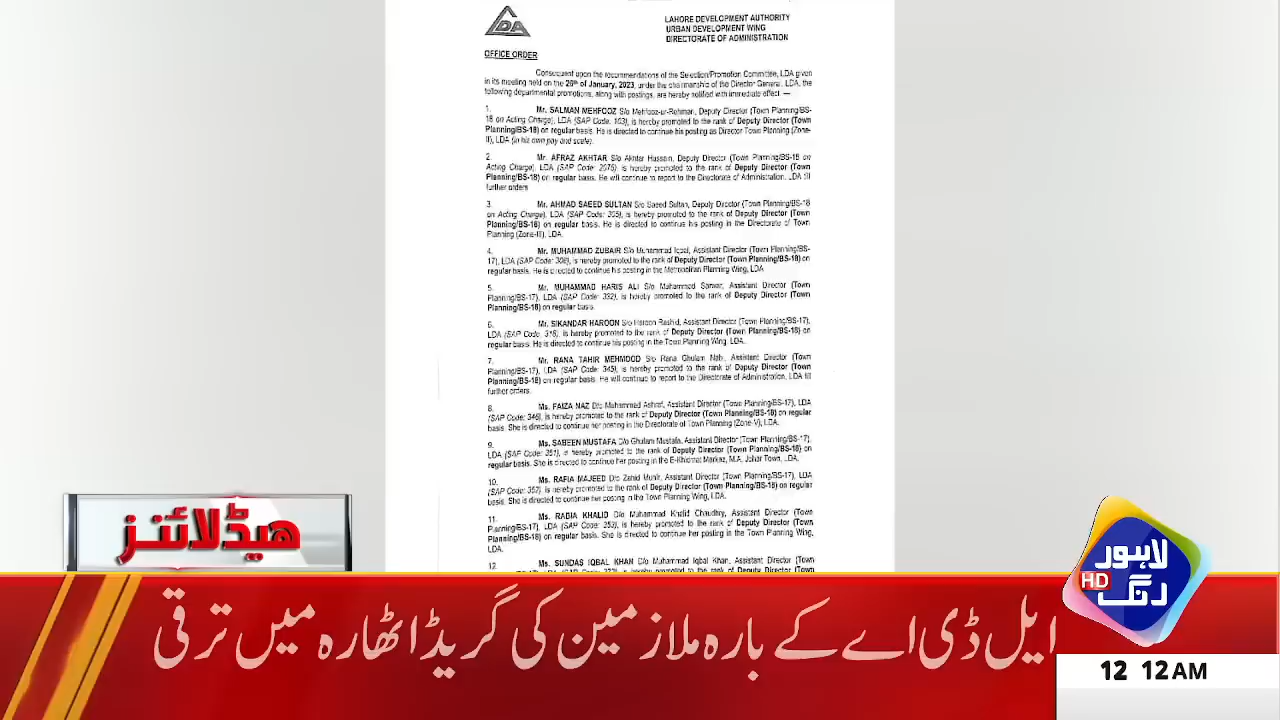 LDA
LAHORE DEVELOPMENT AUTHORITY
URBAN DEVELOPMENT WING
DIRECTORATE OF ADMINISTRATION
OFFICE ORDER
Consequent upon the recommendations of the Selection/Promotion Committee, LDA given
in its meeting held on the 20th of January, 2023, under the chairmanship of the Director General, LDA, the
following departmental promotions, along with postings, are hereby notified with immediate effect: —
1. Mr. SALMAN MEHFOOZ S/o Mehfooz-ur-Rehman, Deputy Director (Town Planning/BS-
18 on Acting Charge), LDA (SAP Code: 103), is hereby promoted to the rank of Deputy Director (Town
Planning/BS-18) on regular basis. He is directed to continue his posting as Director Town Planning (Zone-
II), LDA (in his own pay and scale).
2. Mr. AFRAZ AKHTAR S/o Akhtar Hussain, Deputy Director (Town Planning/BS-18 on
Acting Charge), LDA (SAP Code: 2075), is hereby promoted to the rank of Deputy Director (Town
Planning/BS-18) on regular basis. He will continue to report to the Directorate of Administration, LDA till
further orders
3. Mr. AHMAD SAEED SULTAN S/o Saeed Sultan, Deputy Director (Town Planning/BS-18
on Acting Charge), LDA (SAP Code: 305), is hereby promoted to the rank of Deputy Director (Town
Planning/BS-18) on regular basis. He is directed to continue his posting in the Directorate of Town
Planning (Zone-III), LDA.
4. Mr. MUHAMMAD ZUBAIR S/o Muhammad Iqbal, Assistant Director (Town Planning/BS-
17), LDA (SAP Code: 306), is hereby promoted to the rank of Deputy Director (Town Planning/BS-18) on
regular basis. He is directed to continue his posting in the Metropolitan Planning Wing, LDA
5. Mr. MUHAMMAD HARIS ALI S/o Muhammad Sarwar, Assistant Director (Town
Planning/BS-17), LDA (SAP Code: 332), is hereby promoted to the rank of Deputy Director (Town
Planning/BS-18) on regular basis.
6. Mr. SIKANDAR HAROON S/o Haroon Rashid, Assistant Director (Town Planning/BS-17),
LDA (SAP Code: 318), is hereby promoted to the rank of Deputy Director (Town Planning/BS-18) on
regular basis. He is directed to continue his posting in the Town Planning Wing, LDA.
7. Mr. RANA TAHIR MEHMOOD S/o Rana Ghulam Nabi, Assistant Director (Town
Planning/BS-17), LDA (SAP Code: 345), is hereby promoted to the rank of Deputy Director (Town
Planning/BS-18) on regular basis. He will continue to report to the Directorate of Administration, LDA till
further orders.
8. Ms. FAIZA NAZ D/o Muhammad Ashraf, Assistant Director (Town Planning/BS-17), LDA
(SAP Code: 346), is hereby promoted to the rank of Deputy Director (Town Planning/BS-18) on regular
basis. She is directed to continue her posting in the Directorate of Town Planning (Zone-V), LDA.
9. Ms. SABEEN MUSTAFA D/o Ghulam Mustafa, Assistant Director (Town Planning/BS-17),
LDA (SAP Code: 351), is hereby promoted to the rank of Deputy Director (Town Planning/BS-18) on
regular basis. She is directed to continue her posting in the E-Khidmat Markaz, M.A. Johar Town, LDA.
10. Ms. RAFIA MAJEED D/o Zahid Munir, Assistant Director (Town Planning/BS-17), LDA
(SAP Code: 352), is hereby promoted to the rank of Deputy Director (Town Planning/BS-18) on regular
basis. She is directed to continue her posting in the Town Planning Wing, LDA.
11. Ms. RADIA KHALID D/o Muhammad Khalid Chaudhry, Assistant Director (Town
Planning/BS-17), LDA (SAP Code: 353), is hereby promoted to the rank of Deputy Director (Town
Planning/BS-18) on regular basis. She is directed to continue her posting in the Town Planning Wing,
LDA.
12. Ms. SUNDAS IQBAL KHAN D/o Muhammad Iqbal Khan, Assistant Director (Town
is hereby promoted to the rank of Deputy Director (Town
ہیڈلائنز
لاہور
رنگ
HD
ایل ڈی اے کے بارہ ملازمین کی گریڈ اٹھارہ میں ترقی
12 12 AM